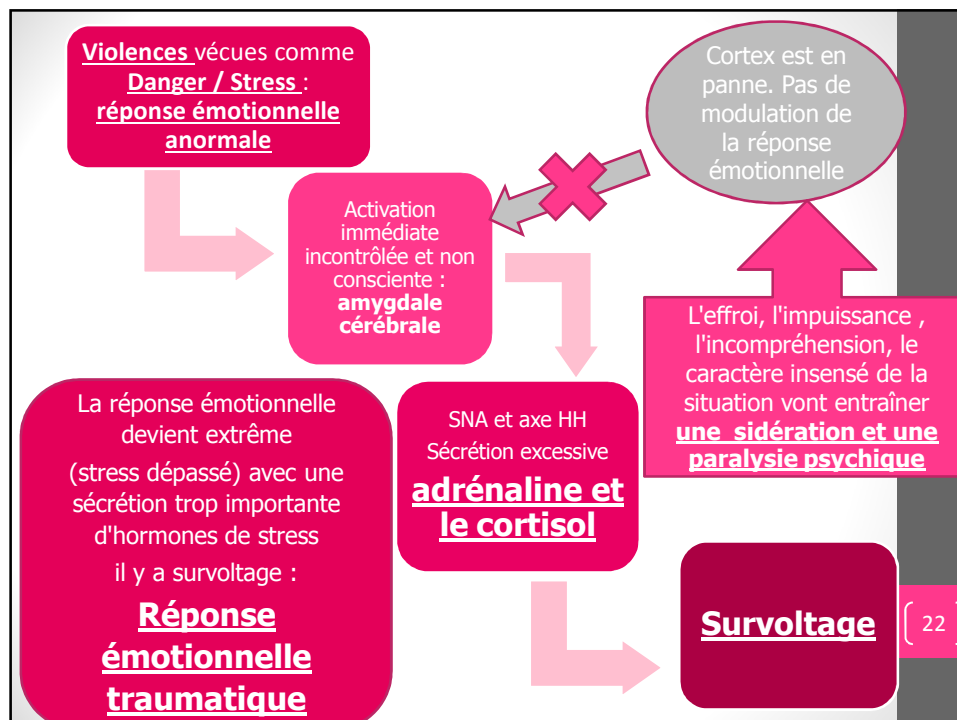 Violences vécues comme
Danger / Stress :
réponse émotionnelle
anormale
Cortex est en
panne. Pas de
modulation de
la réponse
émotionnelle
Activation
immédiate
incontrôlée et non
consciente :
amygdale
cérébrale
L'effroi, l'impuissance ,
l'incompréhension, le
caractère insensé de la
situation vont entraîner
une sidération et une
paralysie psychique
La réponse émotionnelle
devient extrême
(stress dépassé) avec une
sécrétion trop importante
d'hormones de stress
il y a survoltage :
Réponse
émotionnelle
traumatique
SNA et axe HH
Sécrétion excessive
adrénaline et
le cortisol
Survoltage
22